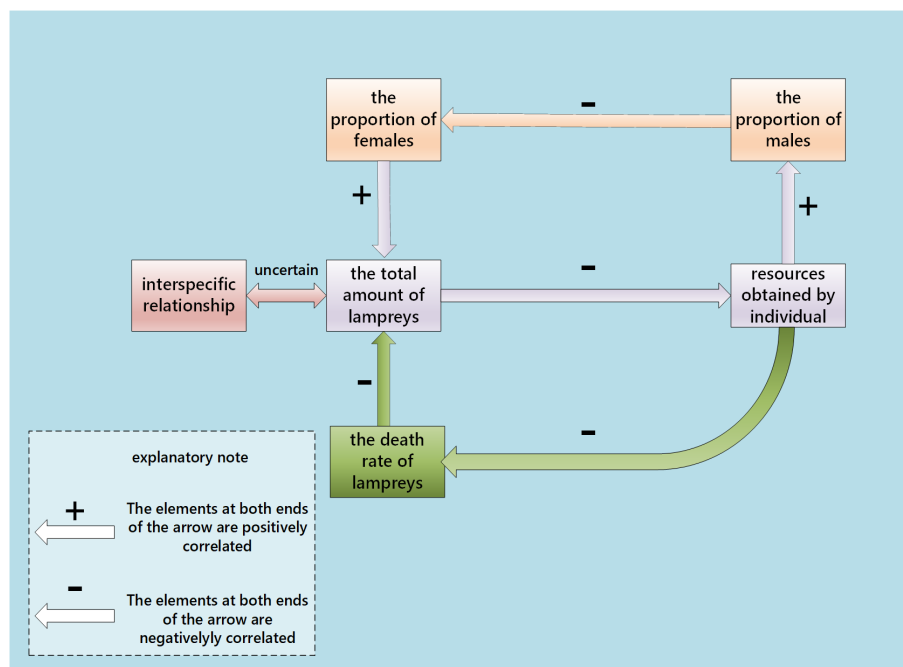 the
proportion of
females
-
the
proportion of
males
+
+
interspecific
relationship
uncertain
the total
amount of
lampreys
-
resources
obtained by
individual
-
the death
rate of
lampreys
-
explanatory note
+
The elements at both ends
of the arrow are positively
correlated
-
The elements at both ends
of the arrow are
negativelyly correlated